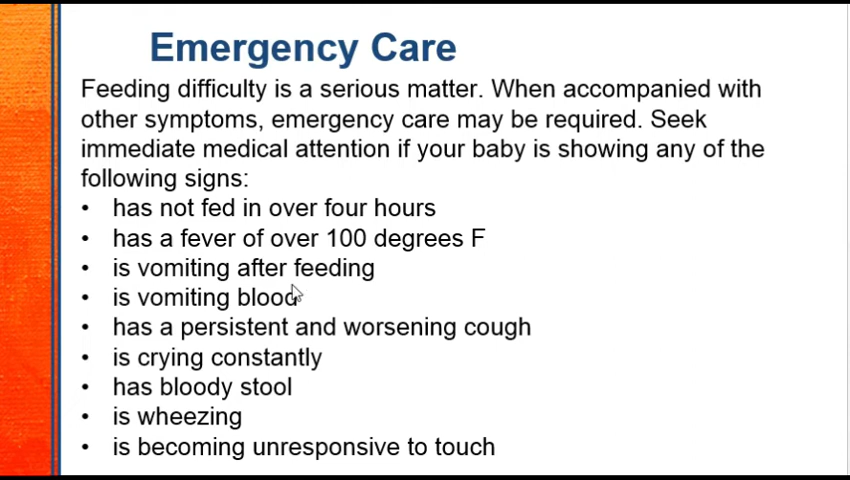 Emergency Care
Feeding difficulty is a serious matter. When accompanied with
other symptoms, emergency care may be required. Seek
immediate medical attention if your baby is showing any of the
following signs:
• has not fed in over four hours
• has a fever of over 100 degrees F
• is vomiting after feeding
• is vomiting blood
• has a persistent and worsening cough
• is crying constantly
• has bloody stool
• is wheezing
• is becoming unresponsive to touch